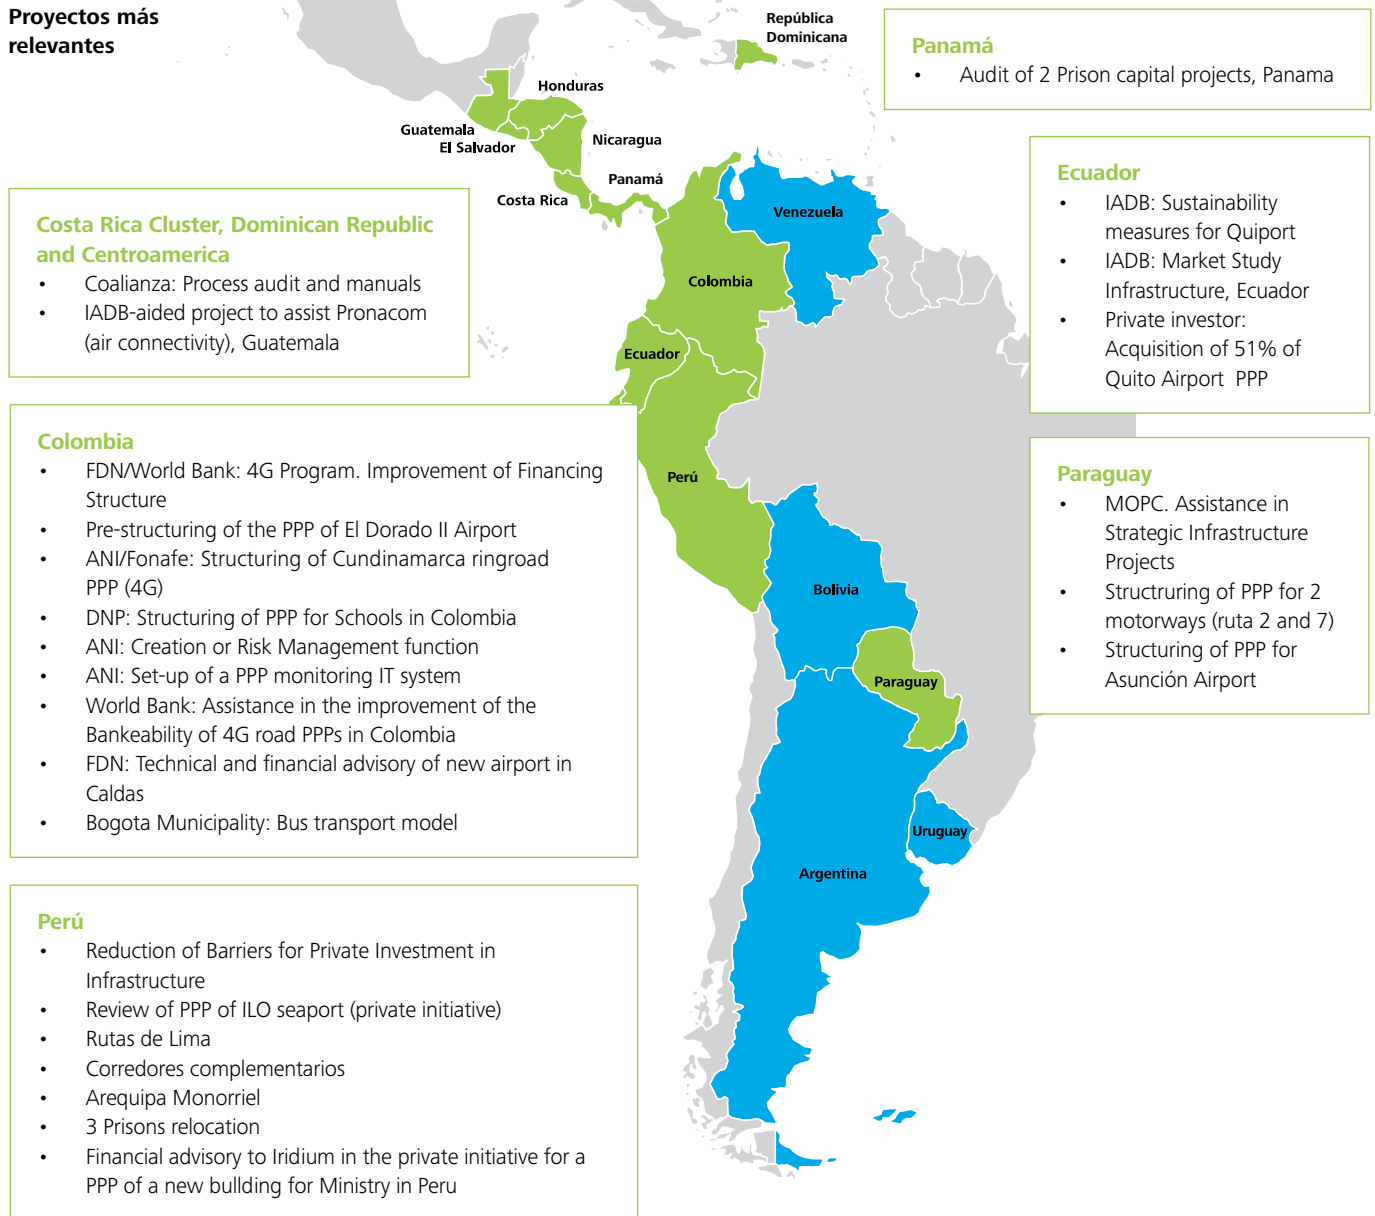 Proyectos más
relevantes
República
Dominicana
Honduras
Guatemala
El Salvador
Nicaragua
Panamá
Costa Rica
Venezuela
Colombia
Ecuador
Perú
Bolivia
Paraguay
Uruguay
Argentina
Panamá
• Audit of 2 Prison capital projects, Panama
Ecuador
• IADB: Sustainability
measures for Quiport
• IADB: Market Study
Infrastructure, Ecuador
• Private investor:
Acquisition of 51% of
Quito Airport PPP
Costa Rica Cluster, Dominican Republic
and Centroamerica
• Coalianza: Process audit and manuals
• IADB-aided project to assist Pronacom
(air connectivity), Guatemala
Colombia
• FDN/World Bank: 4G Program. Improvement of Financing
Structure
• Pre-structuring of the PPP of El Dorado II Airport
• ANI/Fonafe: Structuring of Cundinamarca ringroad
PPP (4G)
• DNP: Structuring of PPP for Schools in Colombia
• ANI: Creation or Risk Management function
• ANI: Set-up of a PPP monitoring IT system
• World Bank: Assistance in the improvement of the
Bankeability of 4G road PPPs in Colombia
• FDN: Technical and financial advisory of new airport in
Caldas
• Bogota Municipality: Bus transport model
Paraguay
• MOPC. Assistance in
Strategic Infrastructure
Projects
• Structruring of PPP for 2
motorways (ruta 2 and 7)
• Structuring of PPP for
Asunción Airport
Perú
• Reduction of Barriers for Private Investment in
Infrastructure
• Review of PPP of ILO seaport (private initiative)
• Rutas de Lima
• Corredores complementarios
• Arequipa Monorriel
• 3 Prisons relocation
• Financial advisory to Iridium in the private initiative for a
PPP of a new bullding for Ministry in Peru